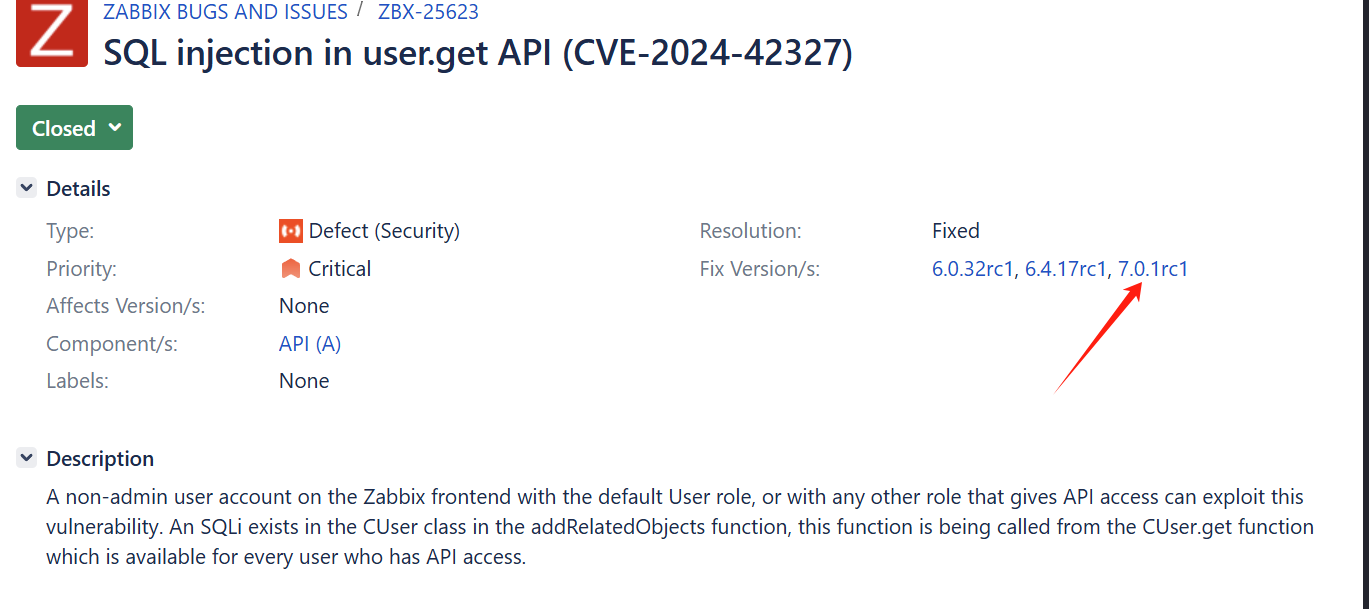 Z
ZABBIX BUGS AND ISSUES / ZBX-25623
SQL injection in user.get API (CVE-2024-42327)
Closed
Details
Type: Defect (Security) Resolution: Fixed
Priority: Critical Fix Version/s: 6.0.32rc1, 6.4.17rc1, 7.0.1rc1
Affects Version/s: None
Component/s: API (A)
Labels: None
Description
A non-admin user account on the Zabbix frontend with the default User role, or with any other role that gives API access can exploit this
vulnerability. An SQLi exists in the CUser class in the addRelatedObjects function, this function is being called from the CUser.get function
which is available for every user who has API access.